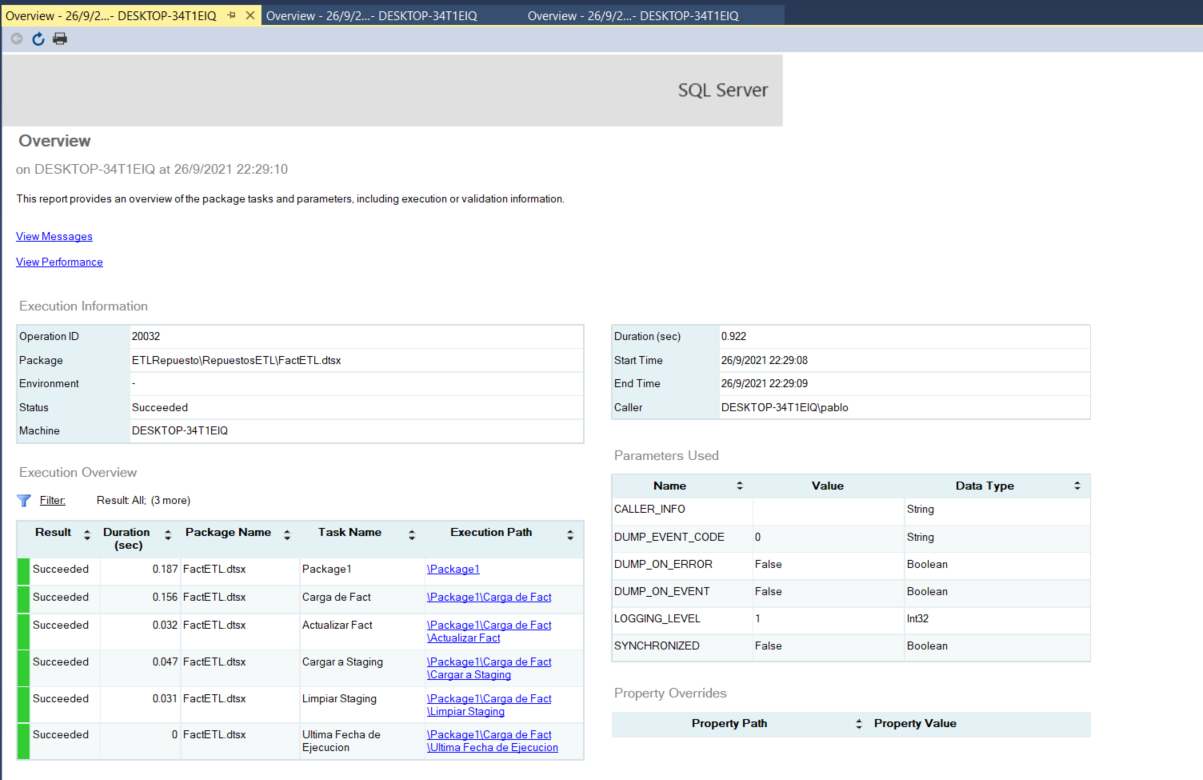 Overview - 26/9/2...- DESKTOP-34T1EIQ
Overview - 26/9/2...- DESKTOP-34T1EIQ
Overview - 26/9/2...- DESKTOP-34T1EIQ
SQL Server
Overview
on DESKTOP-34T1EIQ at 26/9/2021 22:29:10
This report provides an overview of the package tasks and parameters, including execution or validation information.
View Messages
View Performance
Execution Information
Operation ID 20032
Package ETLRepuesto\RepuestosETL\FactETL.dtsx
Environment -
Status Succeeded
Machine DESKTOP-34T1EIQ
Duration (sec) 0.922
Start Time 26/9/2021 22:29:08
End Time 26/9/2021 22:29:09
Caller DESKTOP-34T1EIQ\pablo
Execution Overview
Filter: Result: All; (3 more)
Result Duration (sec) Package Name Task Name Execution Path
Succeeded 0.187 FactETL.dtsx Package1 \Package1
Succeeded 0.156 FactETL.dtsx Carga de Fact \Package1\Carga de Fact
Succeeded 0.032 FactETL.dtsx Actualizar Fact \Package1\Carga de Fact
\Actualizar Fact
Succeeded 0.047 FactETL.dtsx Cargar a Staging \Package1\Carga de Fact
\Cargar a Staging
Succeeded 0.031 FactETL.dtsx Limpiar Staging \Package1\Carga de Fact
\Limpiar Staging
Succeeded 0 FactETL.dtsx Ultima Fecha de \Package1\Carga de Fact
Ejecucion \Ultima Fecha de Ejecucion
Parameters Used
Name Value Data Type
CALLER_INFO String
DUMP_EVENT_CODE 0 String
DUMP_ON_ERROR False Boolean
DUMP_ON_EVENT False Boolean
LOGGING_LEVEL 1 Int32
SYNCHRONIZED False Boolean
Property Overrides
Property Path Property Value